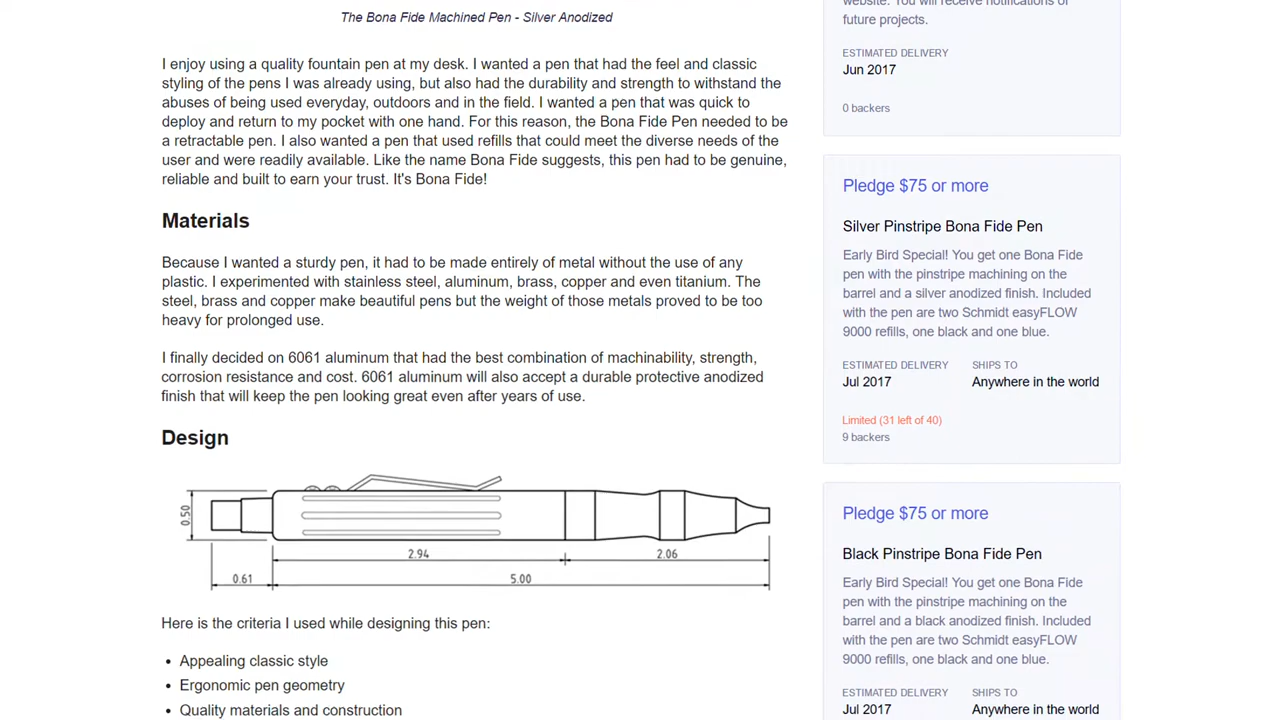 The Bona Fide Machined Pen - Silver Anodized
I enjoy using a quality fountain pen at my desk. I wanted a pen that had the feel and classic
styling of the pens I was already using, but also had the durability and strength to withstand the
abuses of being used everyday, outdoors and in the field. I wanted a pen that was quick to
deploy and return to my pocket with one hand. For this reason, the Bona Fide Pen needed to be
a retractable pen. I also wanted a pen that used refills that could meet the diverse needs of the
user and were readily available. Like the name Bona Fide suggests, this pen had to be genuine,
reliable and built to earn your trust. It's Bona Fide!
Materials
Because I wanted a sturdy pen, it had to be made entirely of metal without the use of any
plastic. I experimented with stainless steel, aluminum, brass, copper and even titanium. The
steel, brass and copper make beautiful pens but the weight of those metals proved to be too
heavy for prolonged use.
I finally decided on 6061 aluminum that had the best combination of machinability, strength,
corrosion resistance and cost. 6061 aluminum will also accept a durable protective anodized
finish that will keep the pen looking great even after years of use.
Design
0.50
2.94
2.06
0.61
5.00
Here is the criteria I used while designing this pen:
• Appealing classic style
• Ergonomic pen geometry
• Quality materials and construction
website. You will receive notifications of
future projects.
ESTIMATED DELIVERY
Jun 2017
0 backers
Pledge $75 or more
Silver Pinstripe Bona Fide Pen
Early Bird Special! You get one Bona Fide
pen with the pinstripe machining on the
barrel and a silver anodized finish. Included
with the pen are two Schmidt easyFLOW
9000 refills, one black and one blue.
ESTIMATED DELIVERY SHIPS TO
Jul 2017 Anywhere in the world
Limited (31 left of 40)
9 backers
Pledge $75 or more
Black Pinstripe Bona Fide Pen
Early Bird Special! You get one Bona Fide
pen with the pinstripe machining on the
barrel and a black anodized finish. Included
with the pen are two Schmidt easyFLOW
9000 refills, one black and one blue.
ESTIMATED DELIVERY SHIPS TO
Jul 2017 Anywhere in the world